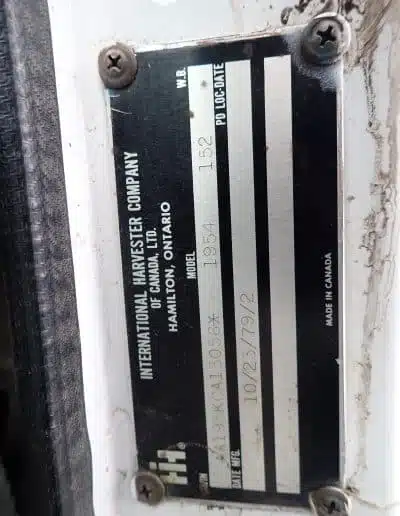 INTERNATIONAL HARVESTER COMPANY
OF CANADA, LTD.
HAMILTON, ONTARIO
MODEL W.B.
1954 152
DATE MFG. PO LOC-DATE
10/23/79/2
MADE IN CANADA